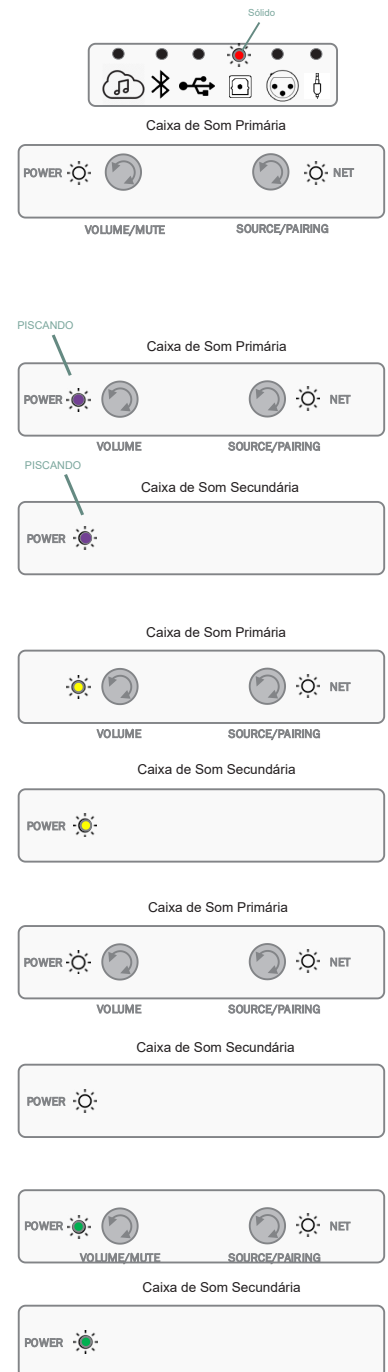 Sólido
Caixa de Som Primária
POWER NET
VOLUME/MUTE SOURCE/PAIRING
PISCANDO
Caixa de Som Primária
POWER NET
VOLUME SOURCE/PAIRING
PISCANDO
Caixa de Som Secundária
POWER
Caixa de Som Primária
NET
VOLUME SOURCE/PAIRING
Caixa de Som Secundária
POWER
Caixa de Som Primária
POWER NET
VOLUME SOURCE/PAIRING
Caixa de Som Secundária
POWER
POWER NET
VOLUME/MUTE SOURCE/PAIRING
Caixa de Som Secundária
POWER